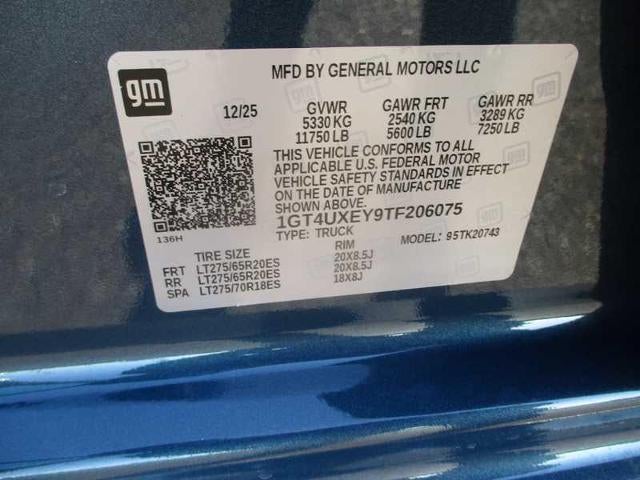 gm
MFD BY GENERAL MOTORS LLC
12/25 GVWR GAWR FRT GAWR RR
5330 KG 2540 KG 3289 KG
11750 LB 5600 LB 7250 LB
THIS VEHICLE CONFORMS TO ALL
APPLICABLE U.S. FEDERAL MOTOR
VEHICLE SAFETY STANDARDS IN EFFECT
ON THE DATE OF MANUFACTURE
SHOWN ABOVE.
1GT4UXEY9TF206075
136H TYPE: TRUCK MODEL: 95TK20743
TIRE SIZE RIM
FRT LT275/65R20ES 20X8.5J
RR LT275/65R20ES 20X8.5J
SPA LT275/70R18ES 18X8J